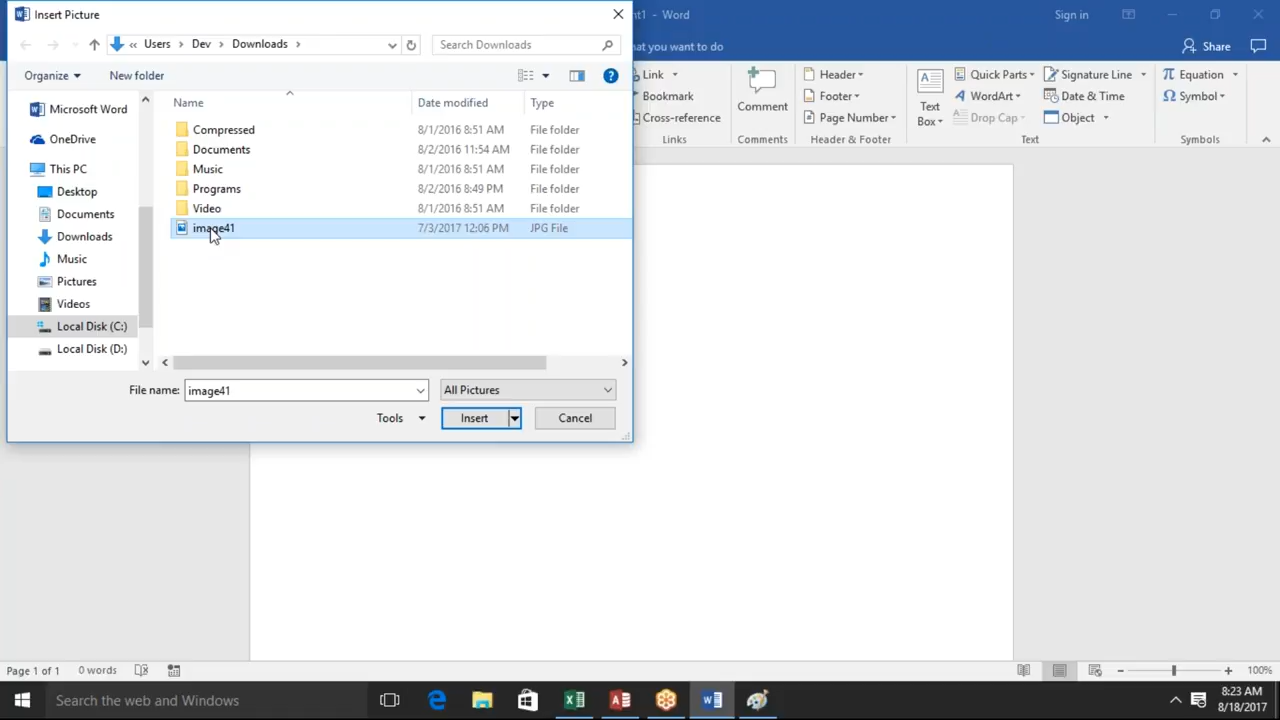 Insert Picture
nt1 - Word
Sign in
« Users > Dev > Downloads >
Search Downloads
hat you want to do
Share
Organize
New folder
Link
Header
Quick Parts
Signature Line
Equation
Bookmark
Footer
WordArt
Date & Time
Symbol
Cross-reference
Page Number
Drop Cap
Object
Comment
Text
Box
Links
Comments
Header & Footer
Text
Symbols
Microsoft Word
OneDrive
This PC
Desktop
Documents
Downloads
Music
Pictures
Videos
Local Disk (C:)
Local Disk (D:)
Name Date modified Type
Compressed 8/1/2016 8:51 AM File folder
Documents 8/2/2016 11:54 AM File folder
Music 8/1/2016 8:51 AM File folder
Programs 8/2/2016 8:49 PM File folder
Video 8/1/2016 8:51 AM File folder
image41 7/3/2017 12:06 PM JPG File
File name: image41 All Pictures
Tools Insert Cancel
Page 1 of 1 0 words 100%
Search the web and Windows
8:23 AM
8/18/2017